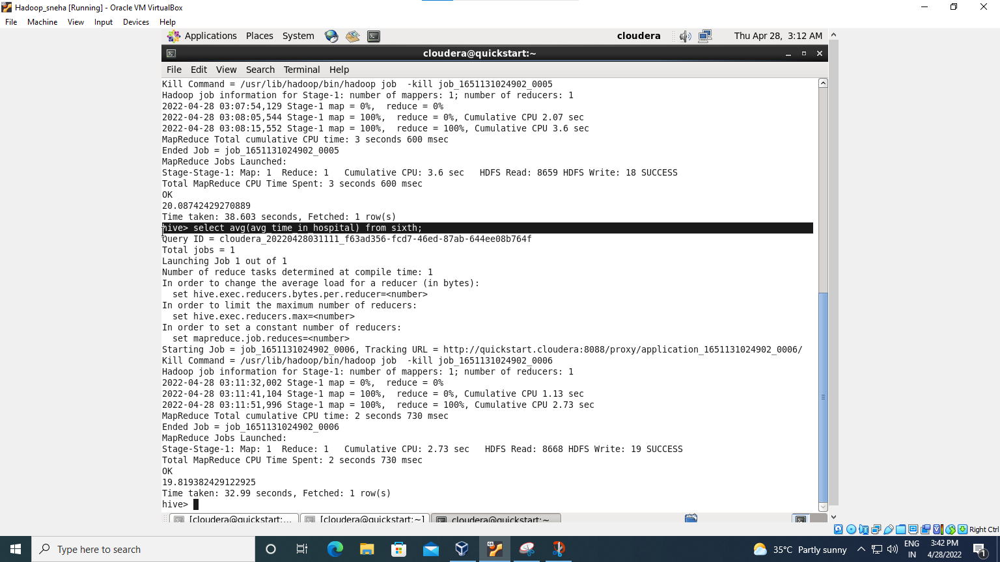 Hadoop_sneha [Running] - Oracle VM VirtualBox
File Machine View Input Devices Help
Applications Places System cloudera Thu Apr 28, 3:12 AM
cloudera@quickstart:~
File Edit View Search Terminal Help
Kill Command = /usr/lib/hadoop/bin/hadoop job  -kill job_1651131024902_0005
Hadoop job information for Stage-1: number of mappers: 1; number of reducers: 1
2022-04-28 03:07:54,129 Stage-1 map = 0%,  reduce = 0%
2022-04-28 03:08:05,544 Stage-1 map = 100%,  reduce = 0%, Cumulative CPU 2.07 sec
2022-04-28 03:08:15,552 Stage-1 map = 100%,  reduce = 100%, Cumulative CPU 3.6 sec
MapReduce Total cumulative CPU time: 3 seconds 600 msec
Ended Job = job_1651131024902_0005
MapReduce Jobs Launched:
Stage-Stage-1: Map: 1  Reduce: 1   Cumulative CPU: 3.6 sec   HDFS Read: 8659 HDFS Write: 18 SUCCESS
Total MapReduce CPU Time Spent: 3 seconds 600 msec
OK
20.08742429270889
Time taken: 38.603 seconds, Fetched: 1 row(s)
hive> select avg(avg_time_in_hospital) from sixth;
Query ID = cloudera_20220428031111_f63ad356-fcd7-46ed-87ab-644ee08b764f
Total jobs = 1
Launching Job 1 out of 1
Number of reduce tasks determined at compile time: 1
In order to change the average load for a reducer (in bytes):
  set hive.exec.reducers.bytes.per.reducer=<number>
In order to limit the maximum number of reducers:
  set hive.exec.reducers.max=<number>
In order to set a constant number of reducers:
  set mapreduce.job.reduces=<number>
Starting Job = job_1651131024902_0006, Tracking URL = http://quickstart.cloudera:8088/proxy/application_1651131024902_0006/
Kill Command = /usr/lib/hadoop/bin/hadoop job  -kill job_1651131024902_0006
Hadoop job information for Stage-1: number of mappers: 1; number of reducers: 1
2022-04-28 03:11:32,002 Stage-1 map = 0%,  reduce = 0%
2022-04-28 03:11:41,104 Stage-1 map = 100%,  reduce = 0%, Cumulative CPU 1.13 sec
2022-04-28 03:11:51,996 Stage-1 map = 100%,  reduce = 100%, Cumulative CPU 2.73 sec
MapReduce Total cumulative CPU time: 2 seconds 730 msec
Ended Job = job_1651131024902_0006
MapReduce Jobs Launched:
Stage-Stage-1: Map: 1  Reduce: 1   Cumulative CPU: 2.73 sec   HDFS Read: 8668 HDFS Write: 19 SUCCESS
Total MapReduce CPU Time Spent: 2 seconds 730 msec
OK
19.819382429122925
Time taken: 32.99 seconds, Fetched: 1 row(s)
hive>
[cloudera@quickstart:... [cloudera@quickstart:~] cloudera@quickstart:~
Right Ctrl
Type here to search 35°C Partly sunny ENG IN 3:42 PM 4/28/2022 1